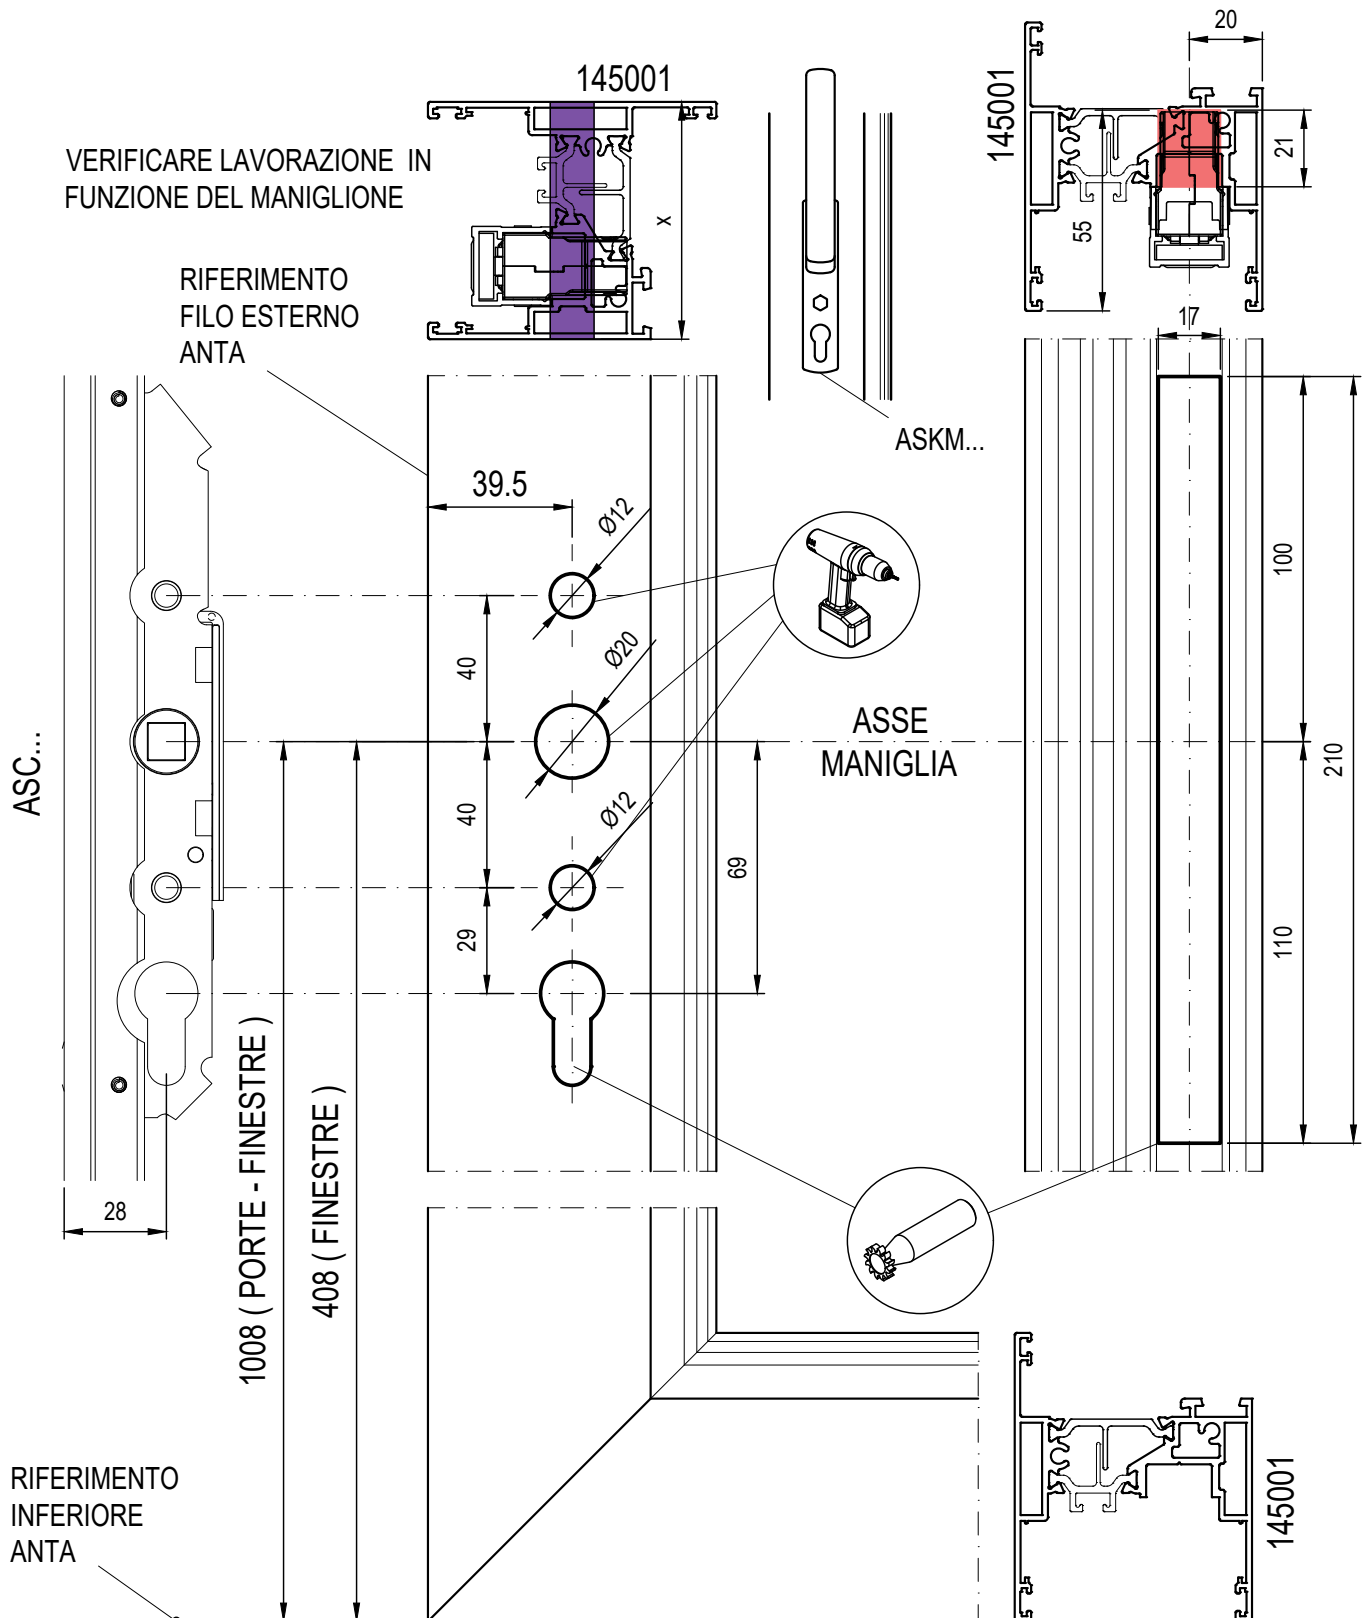 145001
20
145001
VERIFICARE LAVORAZIONE IN
FUNZIONE DEL MANIGLIONE
21
x
55
RIFERIMENTO
FILO ESTERNO
ANTA
17
ASKM...
39.5
Ø12
100
40
Ø20
ASSE
MANIGLIA
ASC...
210
40
Ø12
69
29
110
1008 ( PORTE - FINESTRE )
408 ( FINESTRE )
28
RIFERIMENTO
INFERIORE
ANTA
145001